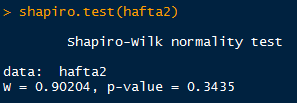 > shapiro.test(hafta2)
Shapiro-Wilk normality test
data:  hafta2
W = 0.90204, p-value = 0.3435